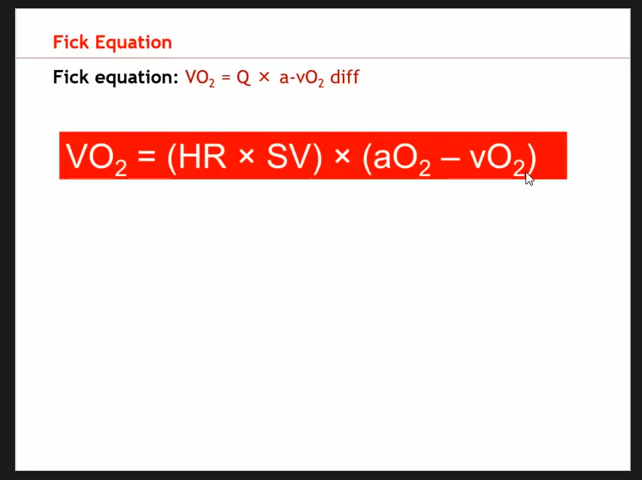 Fick Equation
Fick equation: VO₂ = Q × a-vO₂ diff
VO₂ = (HR × SV) × (aO₂ – vO₂)